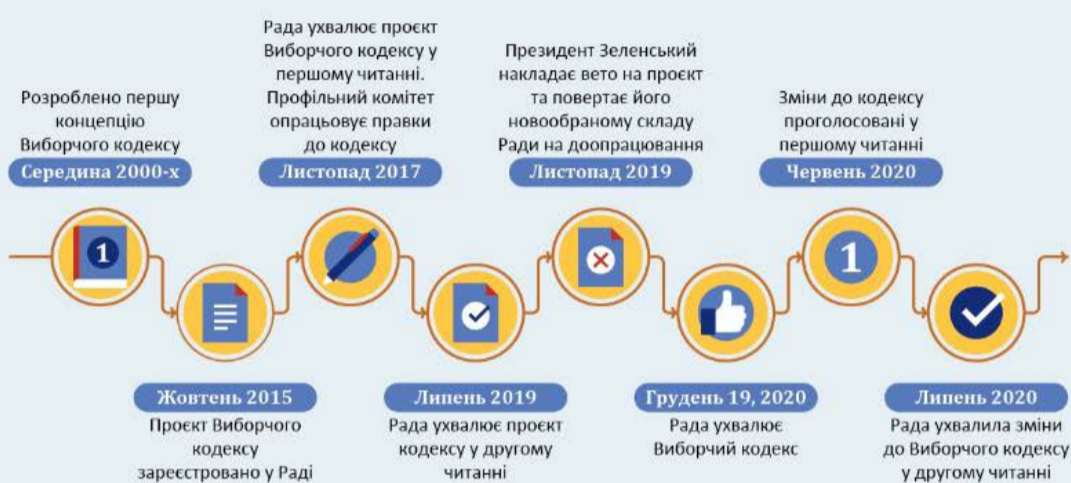 Розроблено першу
концепцію
Виборчого кодексу
Середина 2000-х
1
Жовтень 2015
Проєкт Виборчого
кодексу
зареєстровано у Раді
Рада ухвалює проєкт
Виборчого кодексу у
першому читанні.
Профільний комітет
опрацьовує правки
до кодексу
Листопад 2017
Липень 2019
Рада ухвалює проєкт
кодексу у другому
читанні
Президент Зеленський
накладає вето на проєкт
та повертає його
новообраному складу
Ради на доопрацювання
Листопад 2019
Грудень 19, 2020
Рада ухвалює
Виборчий кодекс
Зміни до кодексу
проголосовані у
першому читанні
Червень 2020
1
Липень 2020
Рада ухвалила зміни
до Виборчого кодексу
у другому читанні